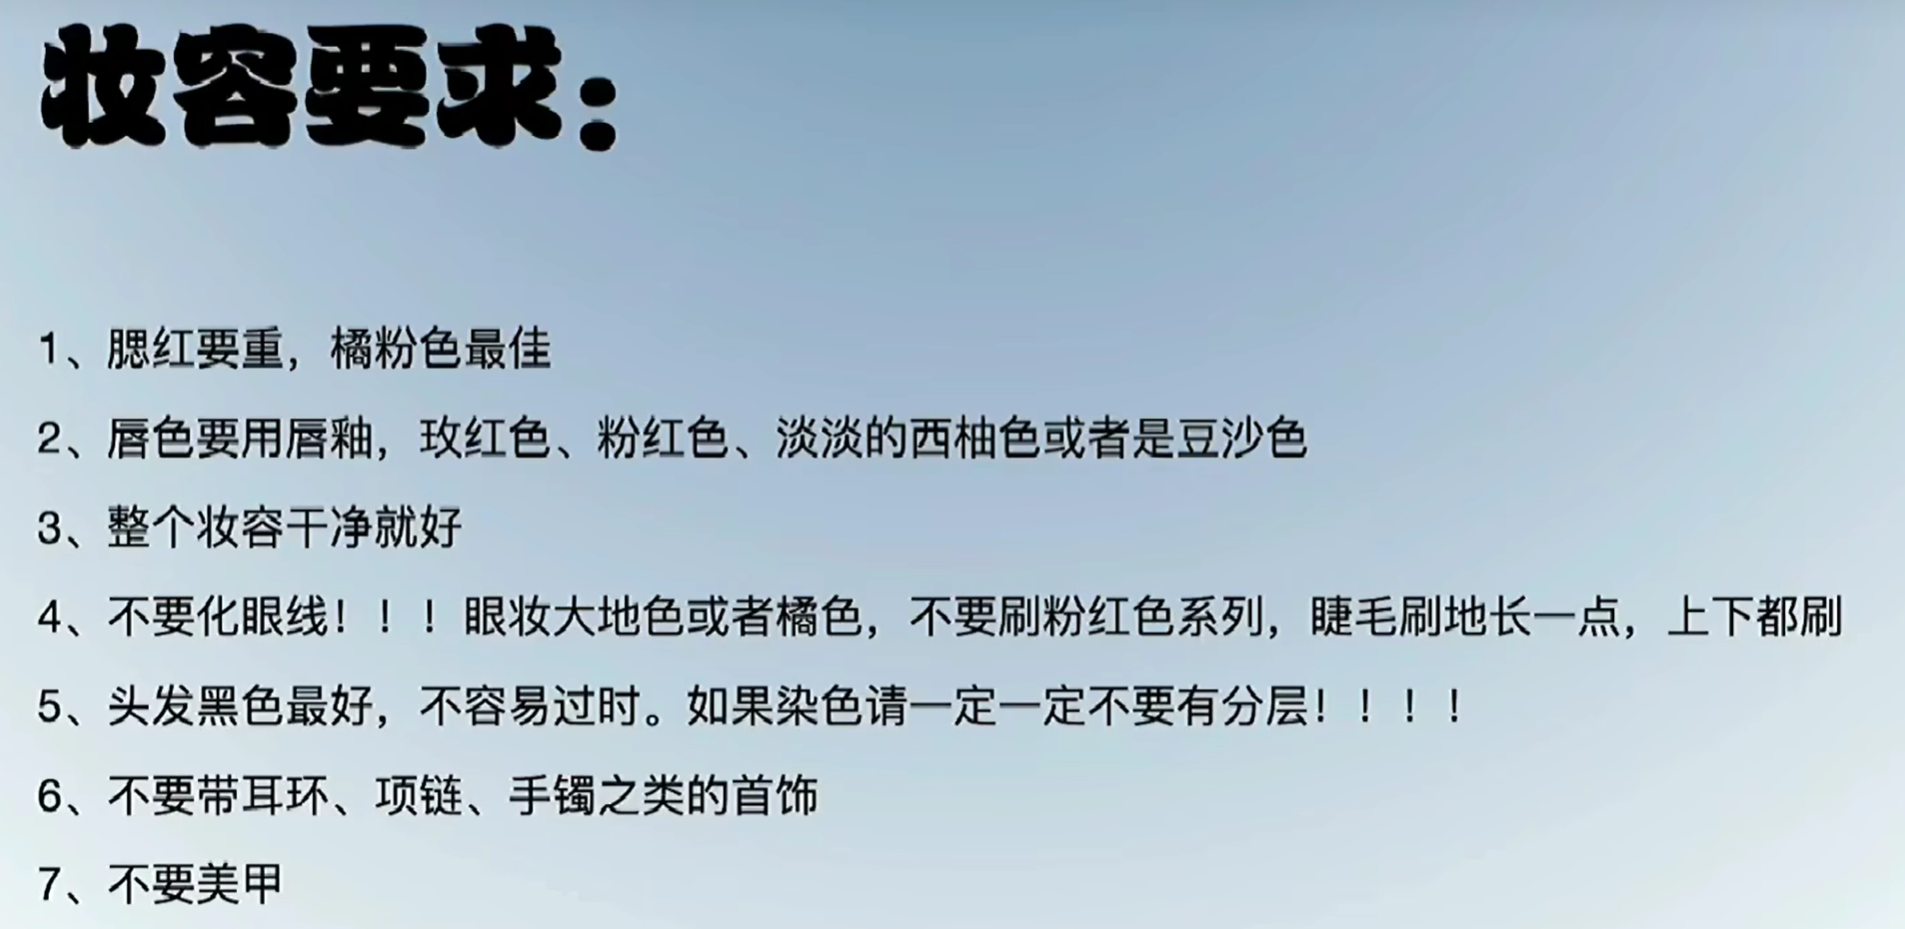 妆容要求：
1、腮红要重，橘粉色最佳
2、唇色要用唇釉，玫红色、粉红色、淡淡的西柚色或者是豆沙色
3、整个妆容干净就好
4、不要化眼线！！！眼妆大地色或者橘色，不要刷粉红色系列，睫毛刷地长一点，上下都刷
5、头发黑色最好，不容易过时。如果染色请一定一定不要有分层！！！！
6、不要带耳环、项链、手镯之类的首饰
7、不要美甲